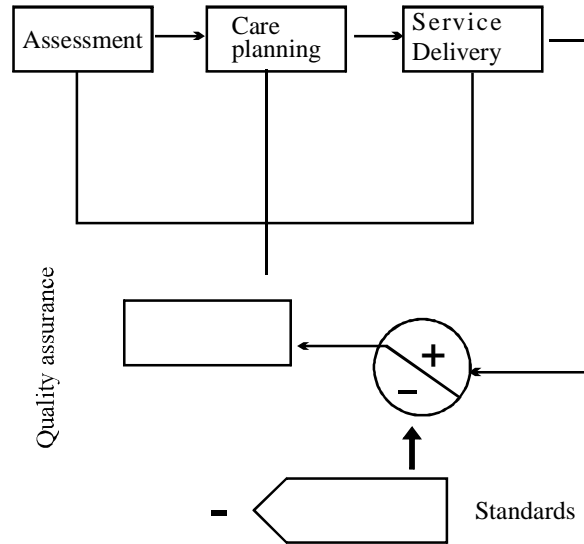 Assessment
Care
planning
Service
Delivery
Quality assurance
+
-
-
Standards